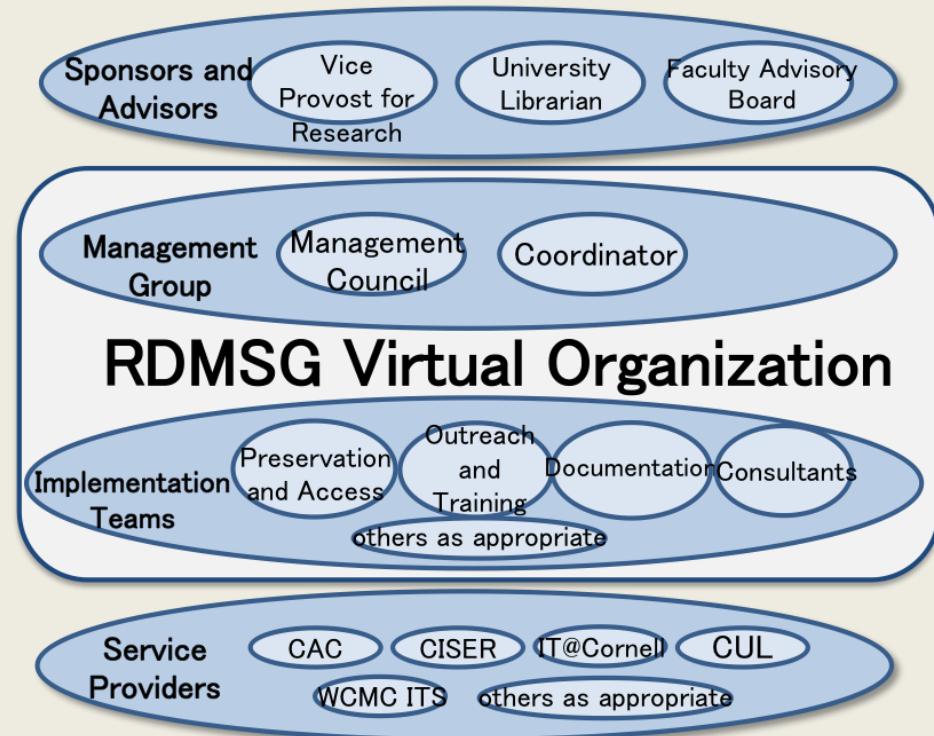 Sponsors and
Advisors
Vice
Provost for
Research
University
Librarian
Faculty Advisory
Board
Management
Group
Management
Council
Coordinator
RDMSG Virtual Organization
Implementation
Teams
Preservation
and Access
Outreach
and
Training
Documentation
Consultants
others as appropriate
Service
Providers
CAC
CISER
IT@Cornell
CUL
WCMC ITS
others as appropriate